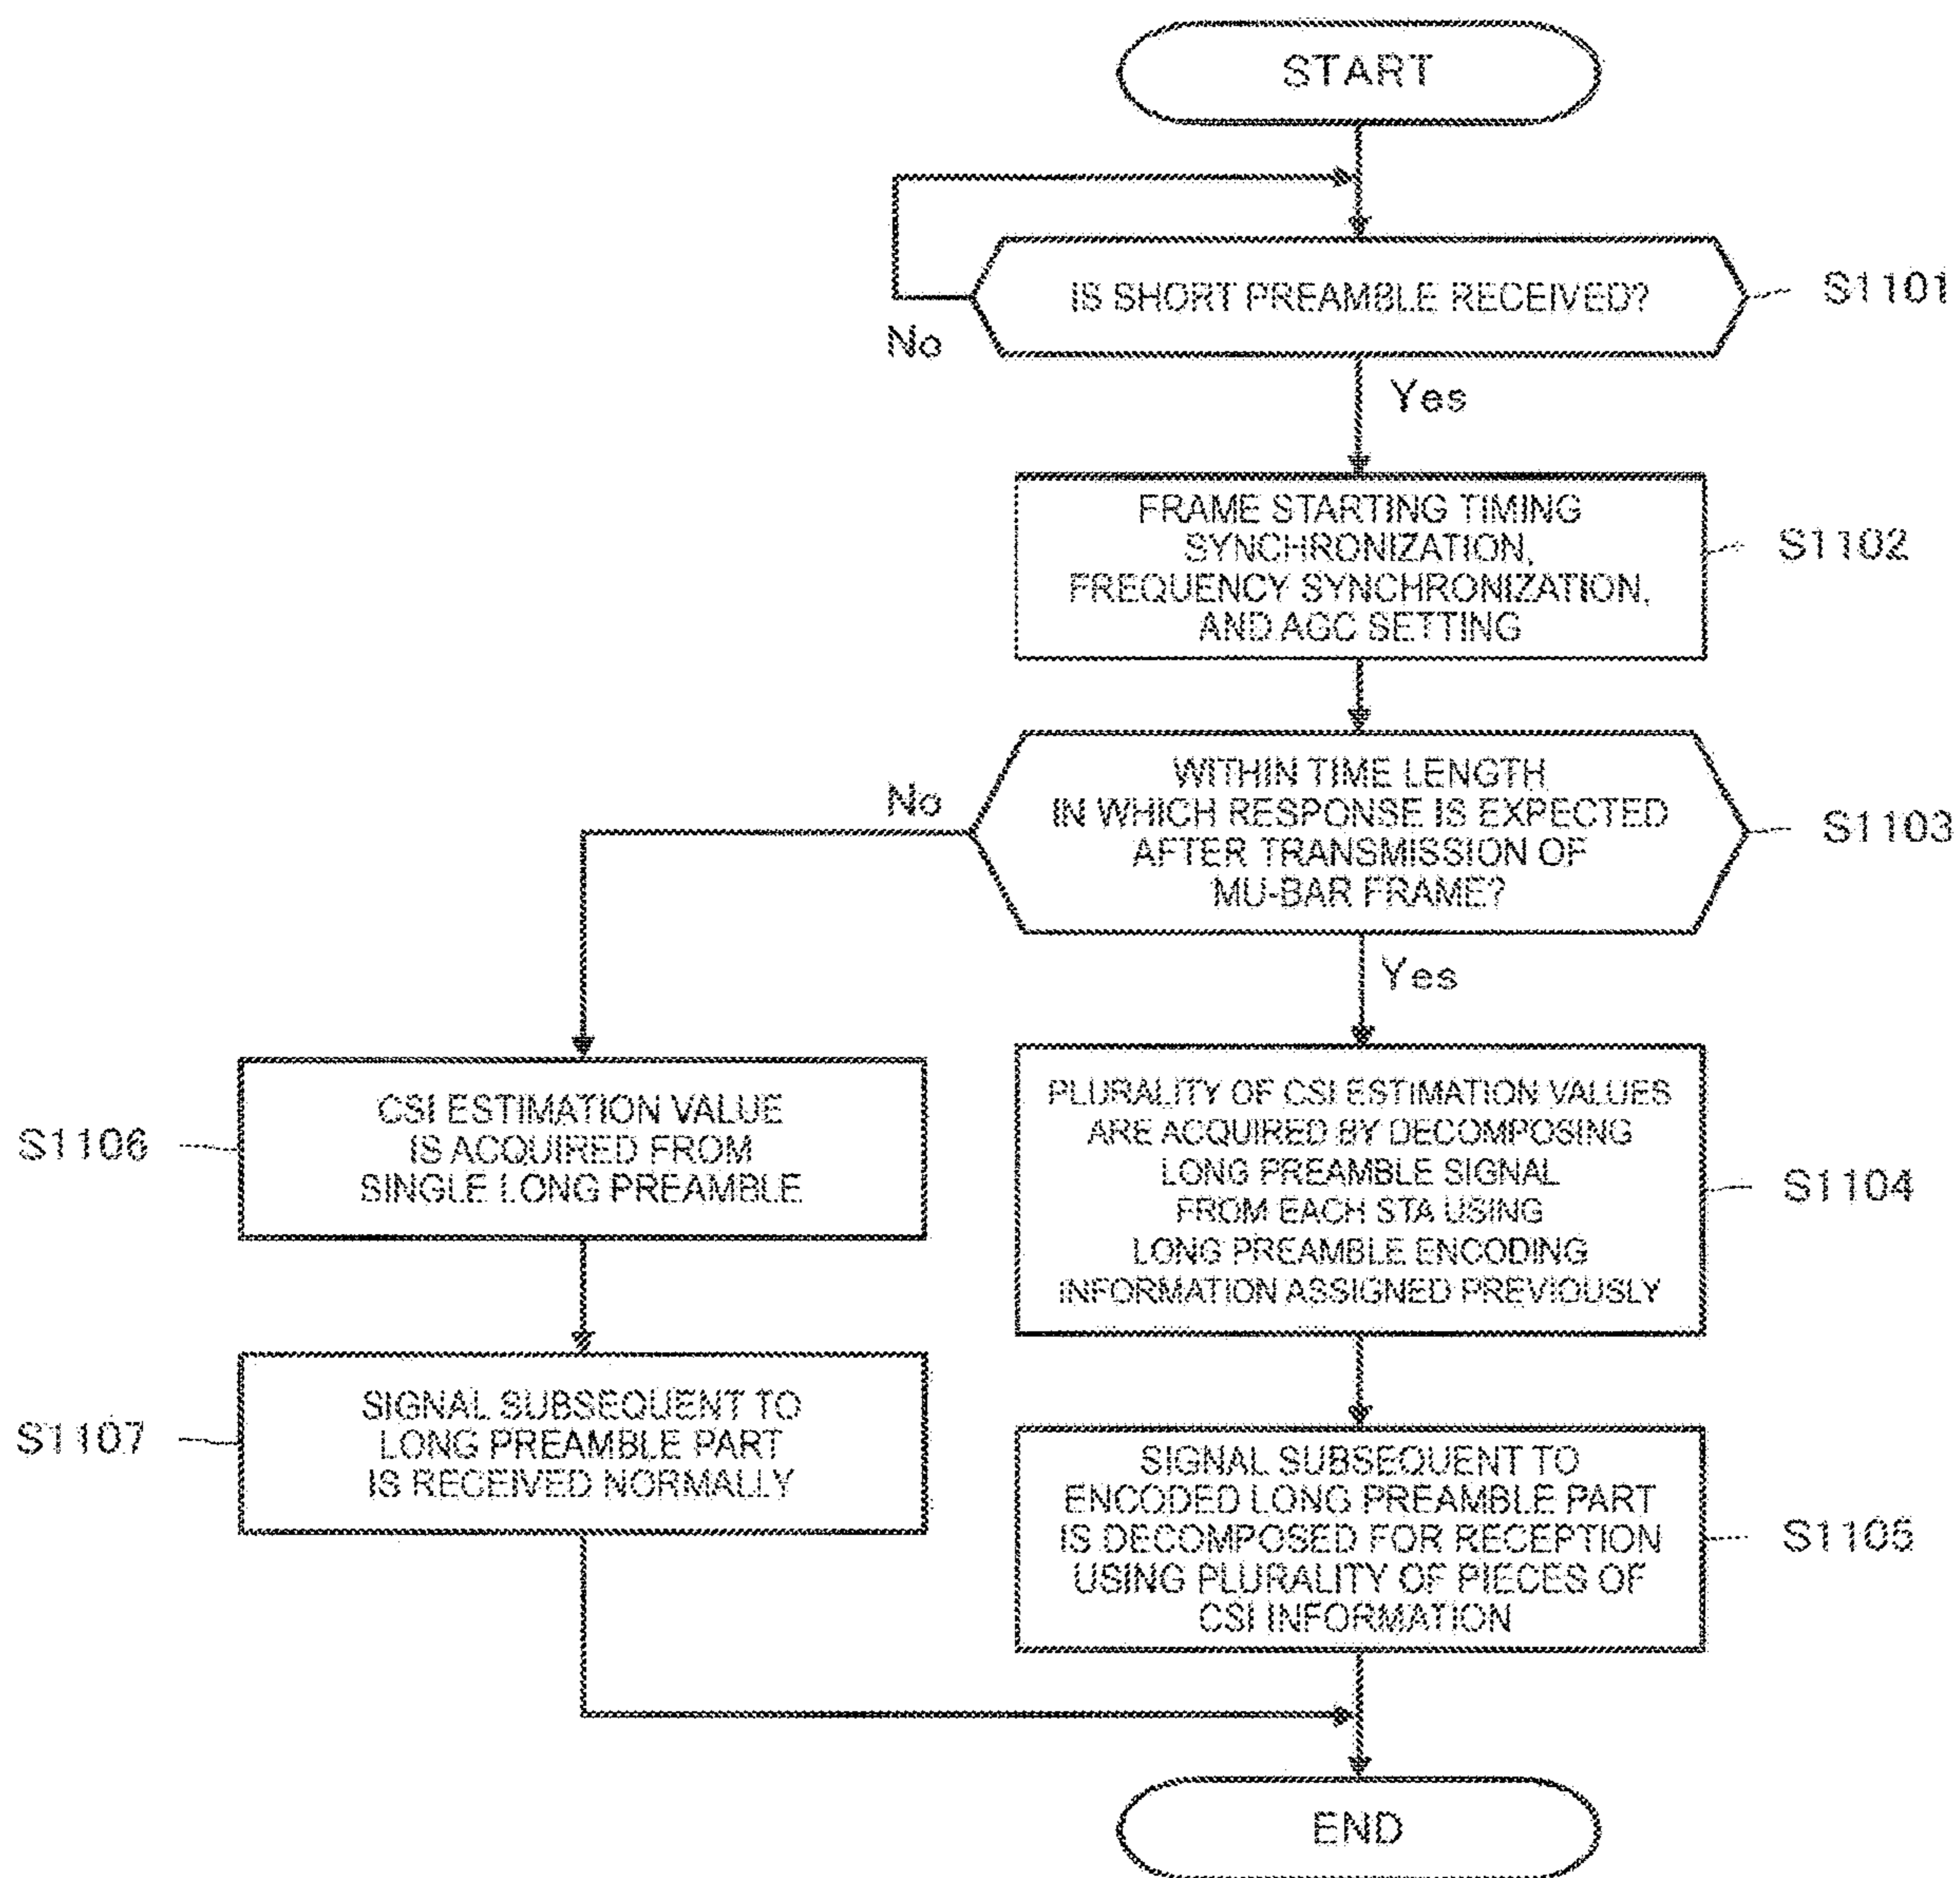 START
IS SHORT PREAMBLE RECEIVED?
S1101
No
Yes
FRAME STARTING TIMING
SYNCHRONIZATION,
FREQUENCY SYNCHRONIZATION,
AND AGC SETTING
S1102
WITHIN TIME LENGTH
IN WHICH RESPONSE IS EXPECTED
AFTER TRANSMISSION OF
MU-BAR FRAME?
S1103
No
Yes
CSI ESTIMATION VALUE
IS ACQUIRED FROM
SINGLE LONG PREAMBLE
S1106
PLURALITY OF CSI ESTIMATION VALUES
ARE ACQUIRED BY DECOMPOSING
LONG PREAMBLE SIGNAL
FROM EACH STA USING
LONG PREAMBLE ENCODING
INFORMATION ASSIGNED PREVIOUSLY
S1104
SIGNAL SUBSEQUENT TO
LONG PREAMBLE PART
IS RECEIVED NORMALLY
S1107
SIGNAL SUBSEQUENT TO
ENCODED LONG PREAMBLE PART
IS DECOMPOSED FOR RECEPTION
USING PLURALITY OF PIECES OF
CSI INFORMATION
S1105
END